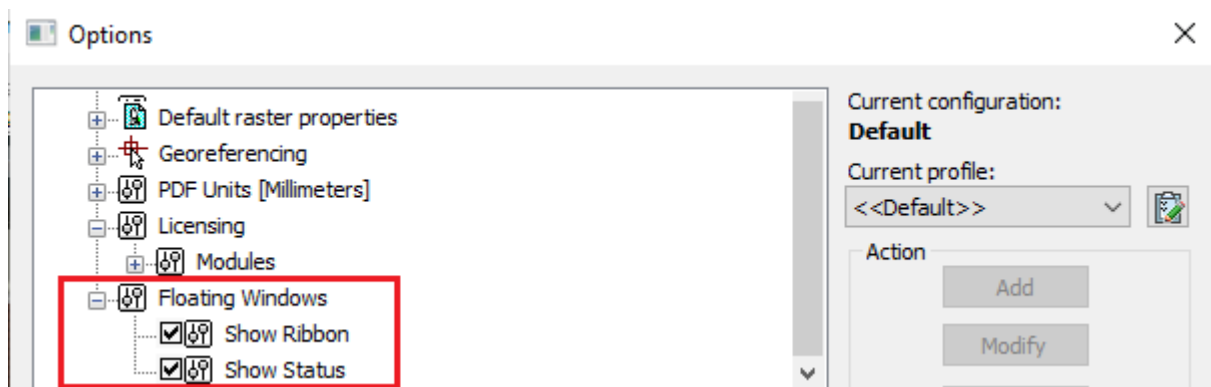 Options
Default raster properties
Georeferencing
PDF Units [Millimeters]
Licensing
Modules
Floating Windows
Show Ribbon
Show Status
Current configuration:
Default
Current profile:
<<Default>>
Action
Add
Modify